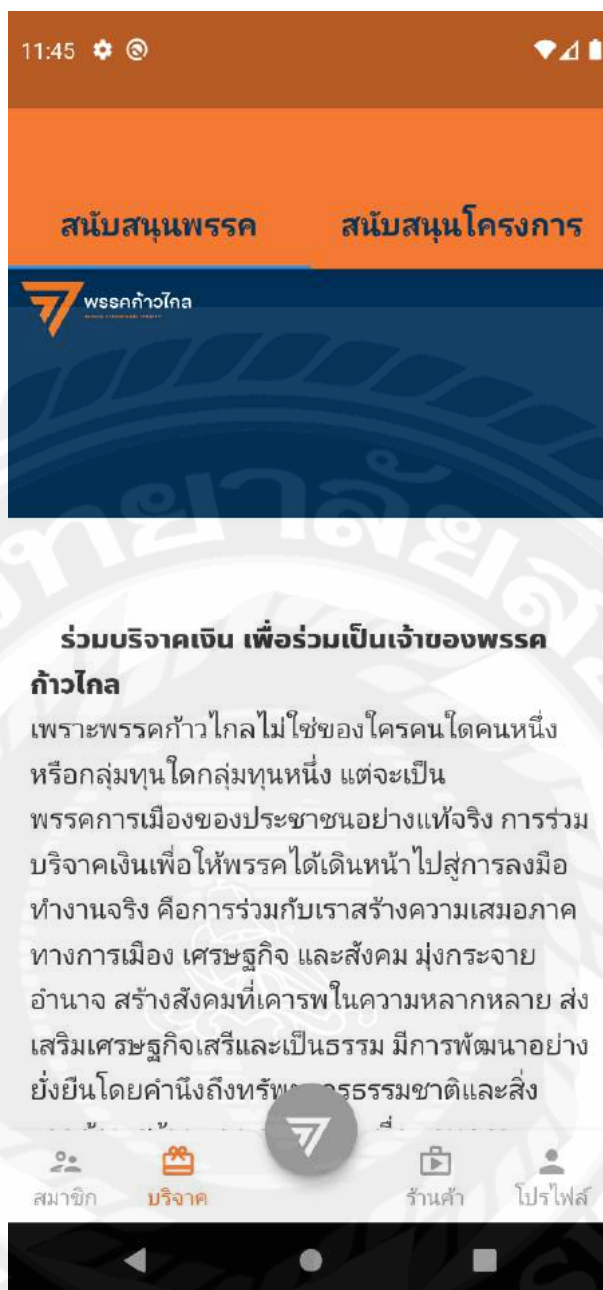 11:45
สนับสนุนพรรค
สนับสนุนโครงการ
พรรคก้าวไกล
ร่วมบริจาคเงิน เพื่อร่วมเป็นเจ้าของพรรค
ก้าวไกล
เพราะพรรคก้าวไกลไม่ใช่ของใครคนใดคนหนึ่ง
หรือกลุ่มทุนใดกลุ่มทุนหนึ่ง แต่จะเป็น
พรรคการเมืองของประชาชนอย่างแท้จริง การร่วม
บริจาคเงินเพื่อให้พรรคได้เดินหน้าไปสู่การลงมือ
ทำงานจริง คือการร่วมกับเราสร้างความเสมอภาค
ทางการเมือง เศรษฐกิจ และสังคม มุ่งกระจาย
อำนาจ สร้างสังคมที่เคารพในความหลากหลาย ส่ง
เสริมเศรษฐกิจเสรีและเป็นธรรม มีการพัฒนาอย่าง
ยั่งยืนโดยคำนึงถึงทรัพ กรธรรมชาติและสิ่ง
สมาชิก
บริจาค
ร้านค้า
โปรไฟล์